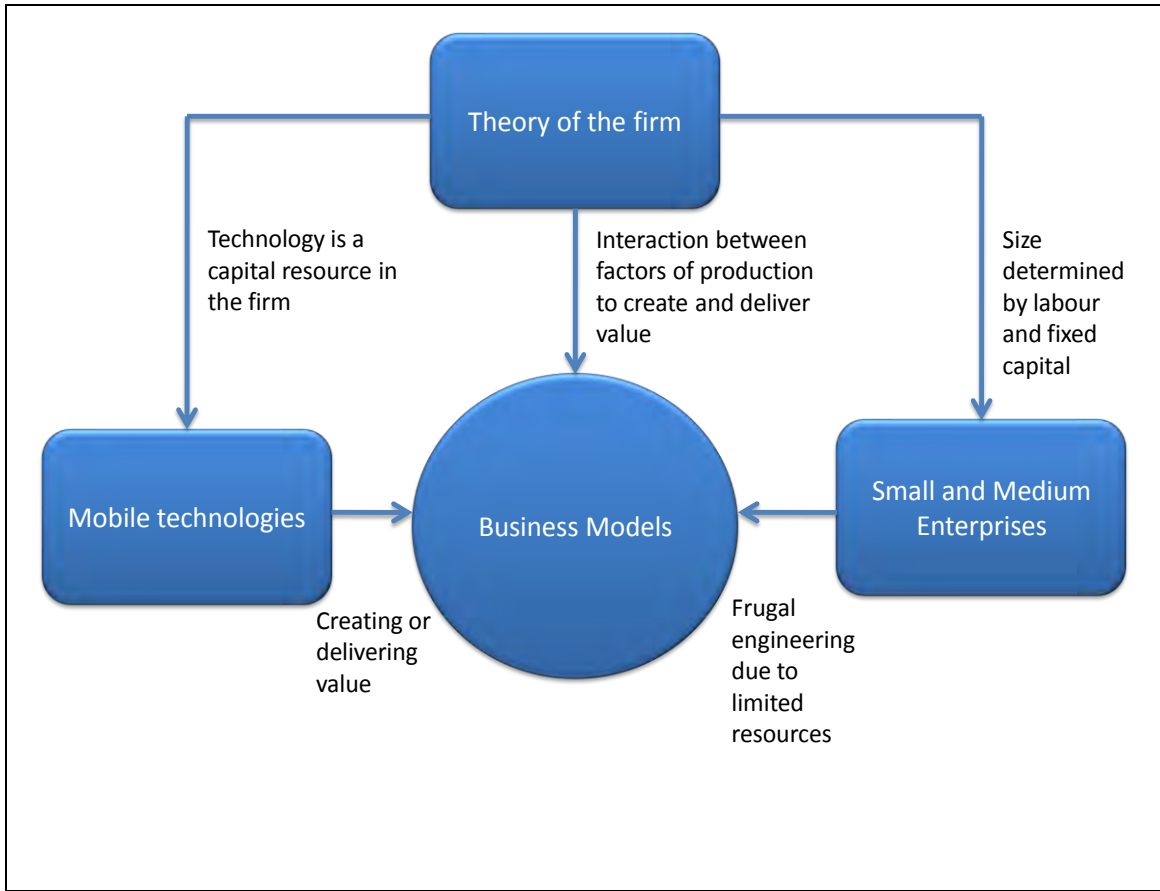 Theory of the firm
Technology is a
capital resource in
the firm
Interaction between
factors of production
to create and deliver
value
Size
determined
by labour
and fixed
capital
Mobile technologies
Business Models
Small and Medium
Enterprises
Creating or
delivering
value
Frugal
engineering
due to
limited
resources